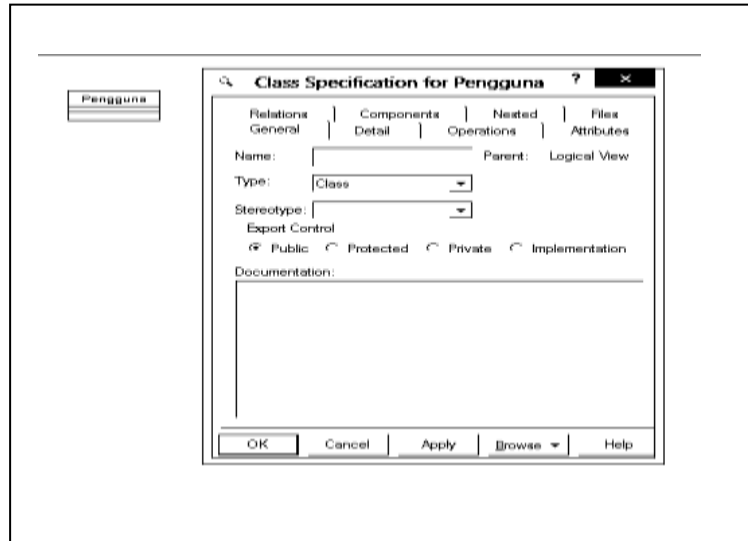 Pengguna
Class Specification for Pengguna ? ×
Relations Components Nested Files
General Detail Operations Attributes
Name: Parent: Logical View
Type: Class
Stereotype:
Export Control
Public Protected Private Implementation
Documentation:
OK Cancel Apply Browse Help